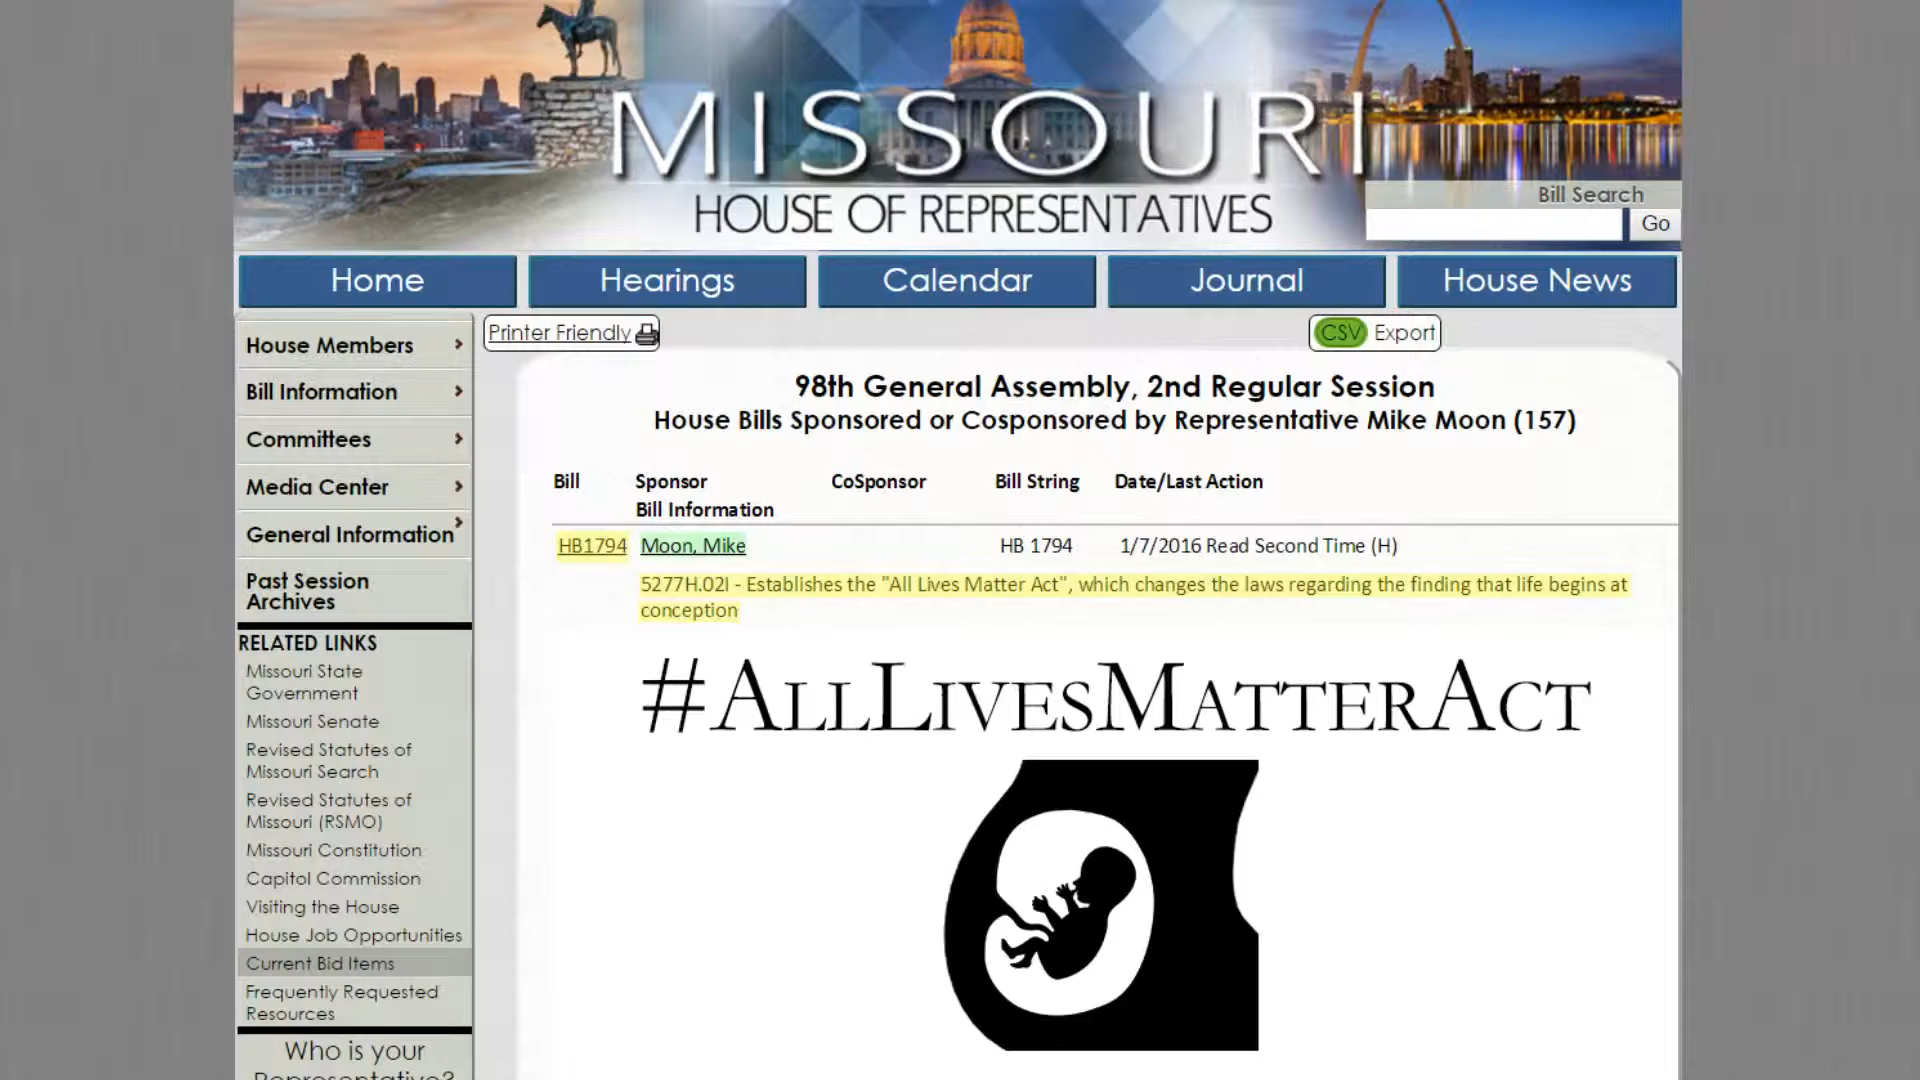 MISSOURI
HOUSE OF REPRESENTATIVES
Bill Search
Go
Home
Hearings
Calendar
Journal
House News
House Members
Bill Information
Committees
Media Center
General Information
Past Session
Archives
RELATED LINKS
Missouri State
Government
Missouri Senate
Revised Statutes of
Missouri Search
Revised Statutes of
Missouri (RSMO)
Missouri Constitution
Capitol Commission
Visiting the House
House Job Opportunities
Current Bid Items
Frequently Requested
Resources
Who is your
Representative?
Printer Friendly
CSV Export
98th General Assembly, 2nd Regular Session
House Bills Sponsored or Cosponsored by Representative Mike Moon (157)
Bill Sponsor CoSponsor Bill String Date/Last Action
Bill Information
HB1794 Moon, Mike HB 1794 1/7/2016 Read Second Time (H)
5277H.02I - Establishes the "All Lives Matter Act", which changes the laws regarding the finding that life begins at
conception
#ALLLIVESMATTERACT